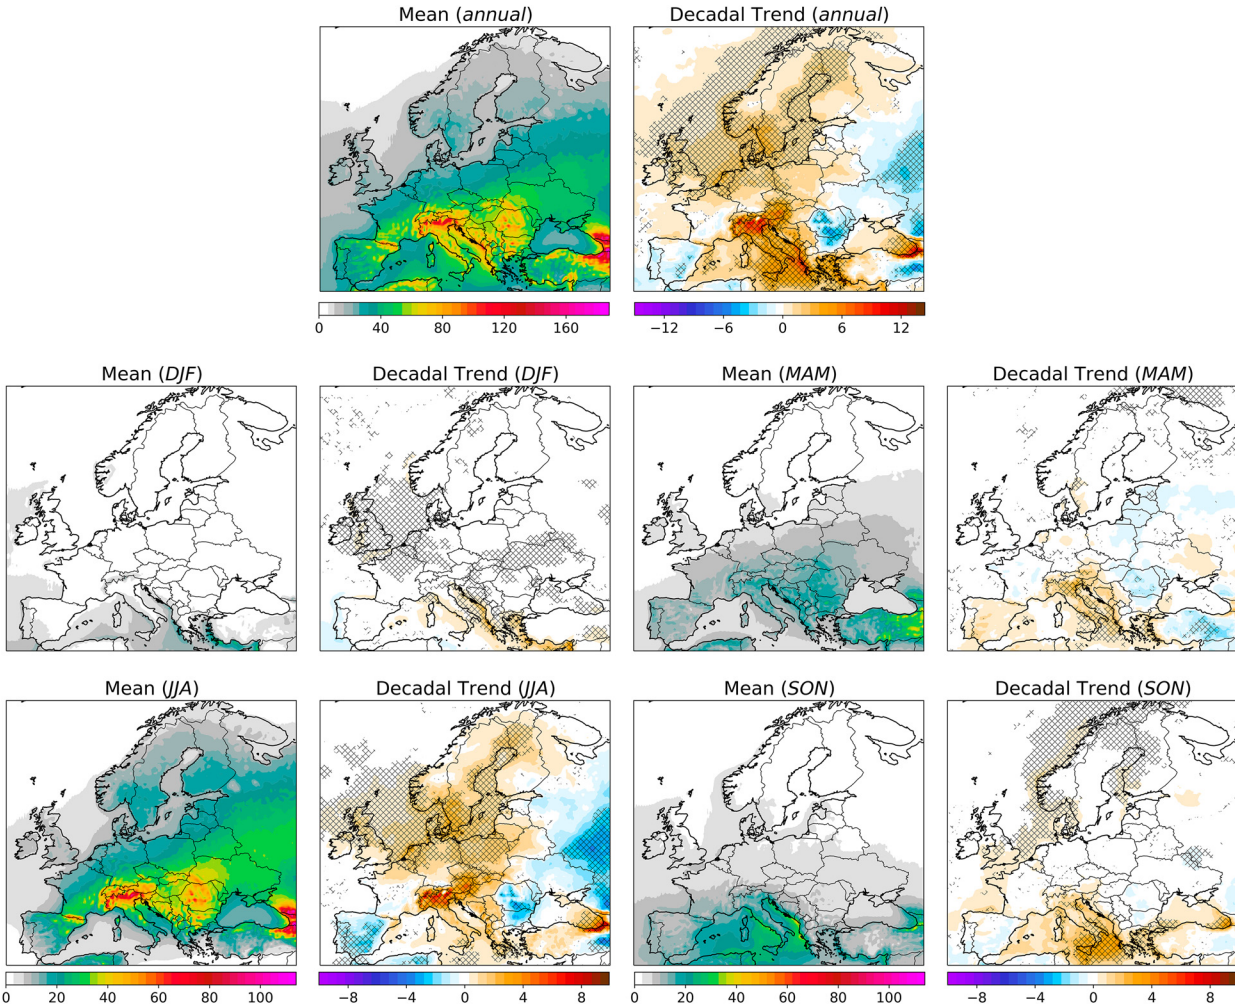 Mean (annual) Decadal Trend (annual)
0 40 80 120 160 −12 −6 0 6 12
Mean (DJF) Decadal Trend (DJF) Mean (MAM) Decadal Trend (MAM)
Mean (JJA) Decadal Trend (JJA) Mean (SON) Decadal Trend (SON)
0 20 40 60 80 100 −8 −4 0 4 8 0 20 40 60 80 100 −8 −4 0 4 8